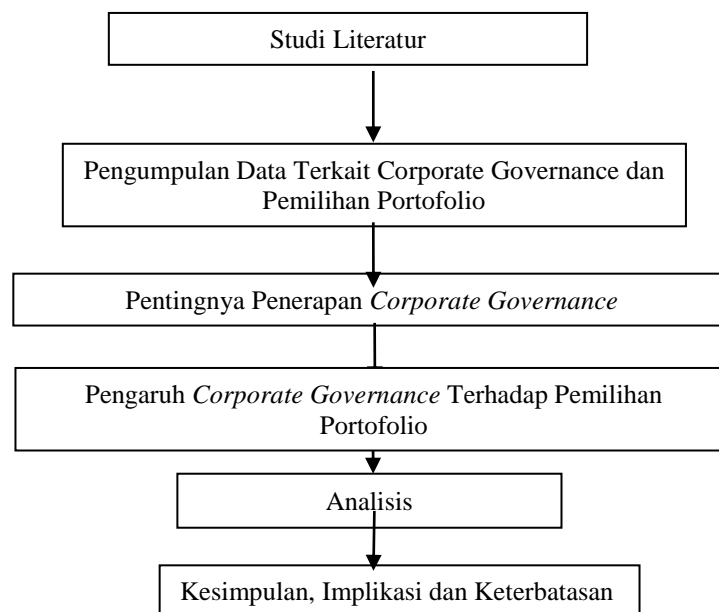 Studi Literatur
Pengumpulan Data Terkait Corporate Governance dan
Pemilihan Portofolio
Pentingnya Penerapan Corporate Governance
Pengaruh Corporate Governance Terhadap Pemilihan
Portofolio
Analisis
Kesimpulan, Implikasi dan Keterbatasan